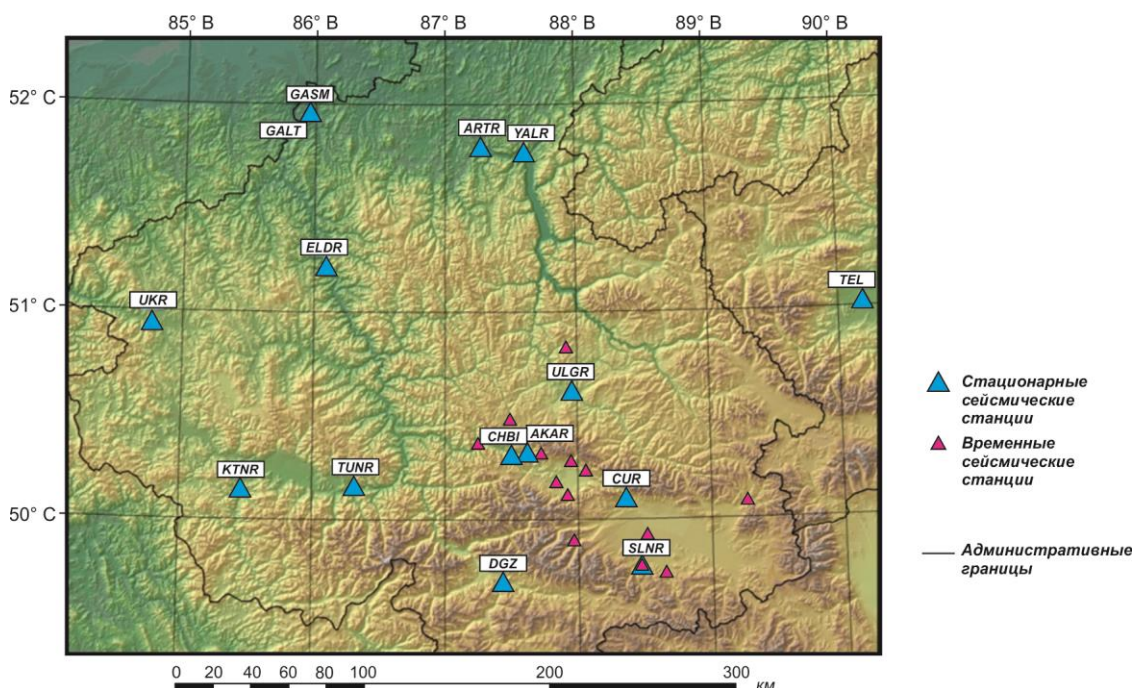 85° В 86° В 87° В 88° В 89° В 90° В
52° С
GASM
GALT
ARTR
YALR
ELDR
TEL
51° С
UKR
ULGR
CHBI
AKAR
KTNR
TUNR
CUR
50° С
SLNR
DGZ
Стационарные
сейсмические
станции
Временные
сейсмические
станции
Административные
границы
0 20 40 60 80 100 200 300
км